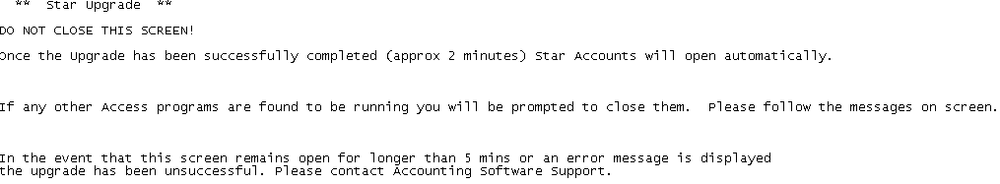 ** Star Upgrade **
DO NOT CLOSE THIS SCREEN!
Once the Upgrade has been successfully completed (approx 2 minutes) Star Accounts will open automatically.
If any other Access programs are found to be running you will be prompted to close them. Please follow the messages on screen.
In the event that this screen remains open for longer than 5 mins or an error message is displayed
the upgrade has been unsuccessful. Please contact Accounting Software Support.